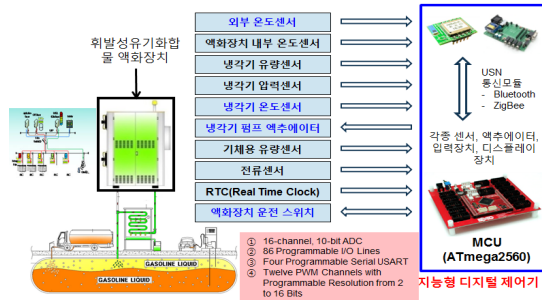 휘발성유기화합
물 액화장치
외부 온도센서
액화장치 내부 온도센서
냉각기 유량센서
냉각기 압력센서
냉각기 온도센서
냉각기 펌프 액추에이터
기체용 유량센서
전류센서
RTC(Real Time Clock)
액화장치 운전 스위치
USN
통신모듈
- Bluetooth
- ZigBee
각종 센서, 액추에이터,
입력장치, 디스플레이
장치
MCU
(ATmega2560)
지능형 디지털 제어기
① 16-channel, 10-bit ADC
② 86 Programmable I/O Lines
③ Four Programmable Serial USART
④ Twelve PWM Channels with
Programmable Resolution from 2
to 16 Bits
GASOLINE LIQUID
GASOLINE LIQUID